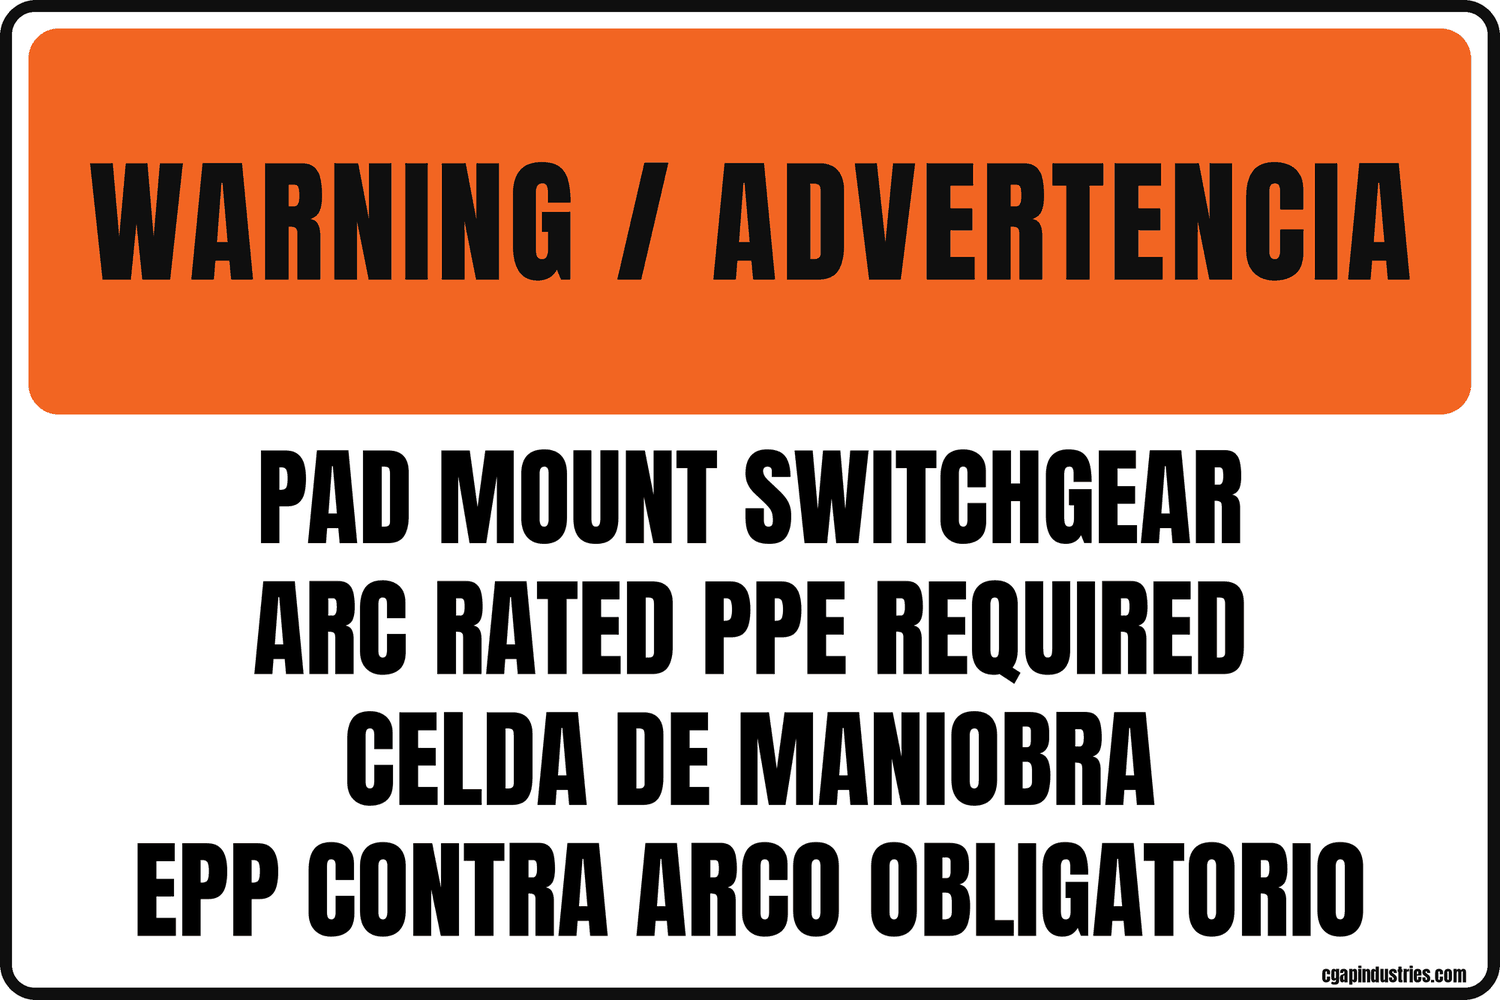 WARNING / ADVERTENCIA
PAD MOUNT SWITCHGEAR
ARC RATED PPE REQUIRED
CELDA DE MANIOBRA
EPP CONTRA ARCO OBLIGATORIO
cgapindustries.com